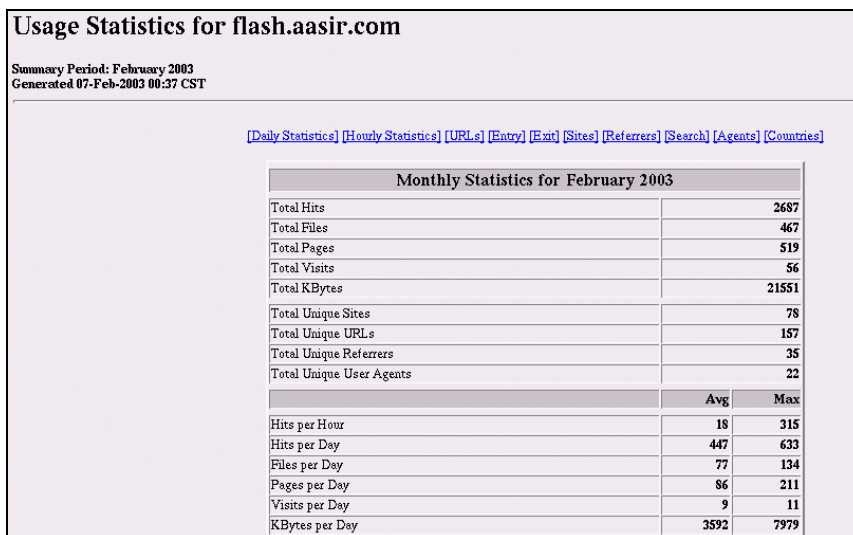 Usage Statistics for flash.aasir.com
Summary Period: February 2003
Generated 07-Feb-2003 00:37 CST
[Daily Statistics] [Hourly Statistics] [URLs] [Entry] [Exit] [Sites] [Referrers] [Search] [Agents] [Countries]
Monthly Statistics for February 2003
Total Hits 2687
Total Files 467
Total Pages 519
Total Visits 56
Total KBytes 21551
Total Unique Sites 78
Total Unique URLs 157
Total Unique Referrers 35
Total Unique User Agents 22
Avg Max
Hits per Hour 18 315
Hits per Day 447 633
Files per Day 77 134
Pages per Day 86 211
Visits per Day 9 11
KBytes per Day 3592 7979